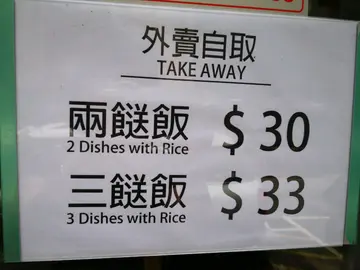 外賣自取
TAKE AWAY
兩餸飯 $ 30
2 Dishes with Rice
三餸飯 $ 33
3 Dishes with Rice